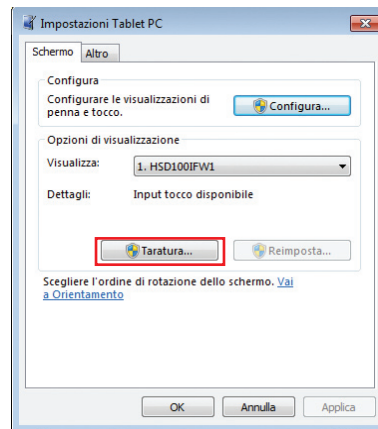 Impostazioni Tablet PC
Schermo Altro
Configura
Configurare le visualizzazioni di
penna e tocco.
Configura...
Opzioni di visualizzazione
Visualizza: 1. HSD100IFW1
Dettagli: Input tocco disponibile
Taratura... Reimposta...
Scegliere l'ordine di rotazione dello schermo. Vai
a Orientamento
OK Annulla Applica